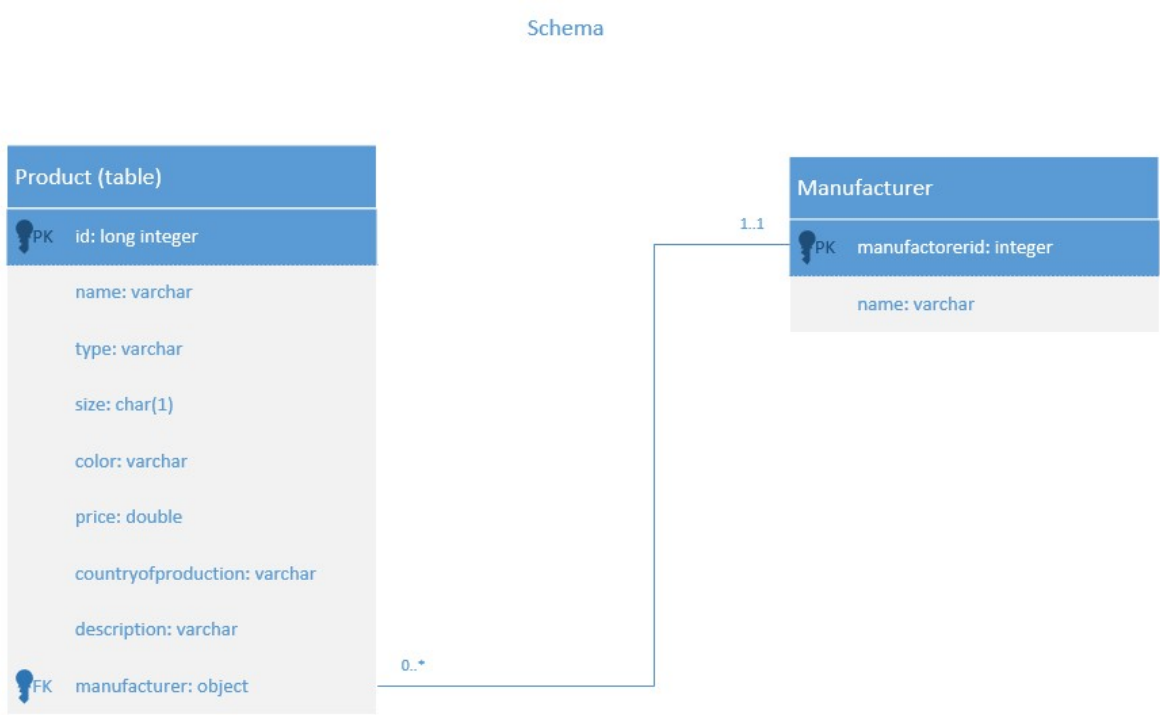 Schema
Product (table)
PK id: long integer
name: varchar
type: varchar
size: char(1)
color: varchar
price: double
countryofproduction: varchar
description: varchar
FK manufacturer: object
0..*
1..1
Manufacturer
PK manufactorerid: integer
name: varchar